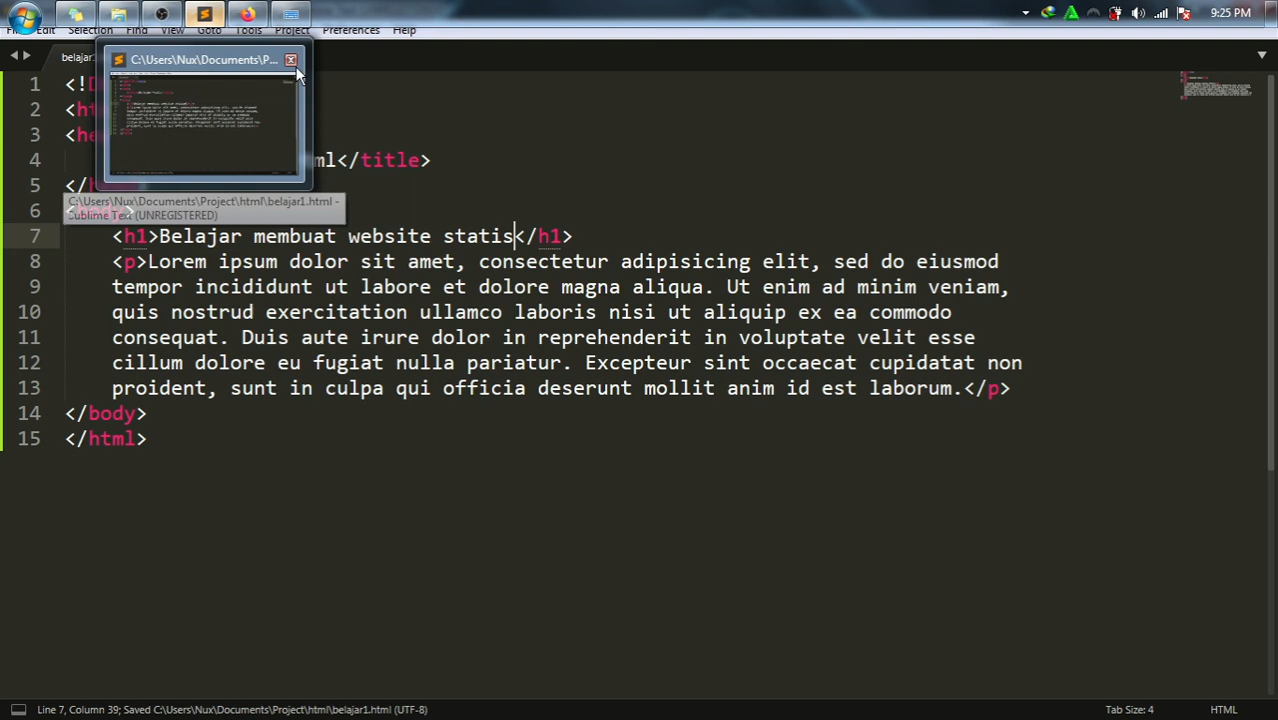 9:25 PM
Edit Selection Find View Goto Tools Project Preferences Help
C:\Users\Nux\Documents\P...
1 <!
2 <ht
3 <he
4 ml</title>
5 </
C:\Users\Nux\Documents\Project\html\belajar1.html -
Sublime Text (UNREGISTERED)
6 <body>
7 <h1>Belajar membuat website statis</h1>
8 <p>Lorem ipsum dolor sit amet, consectetur adipisicing elit, sed do eiusmod
9 tempor incididunt ut labore et dolore magna aliqua. Ut enim ad minim veniam,
10 quis nostrud exercitation ullamco laboris nisi ut aliquip ex ea commodo
11 consequat. Duis aute irure dolor in reprehenderit in voluptate velit esse
12 cillum dolore eu fugiat nulla pariatur. Excepteur sint occaecat cupidatat non
13 proident, sunt in culpa qui officia deserunt mollit anim id est laborum.</p>
14 </body>
15 </html>
Line 7, Column 39; Saved C:\Users\Nux\Documents\Project\html\belajar1.html (UTF-8) Tab Size: 4 HTML